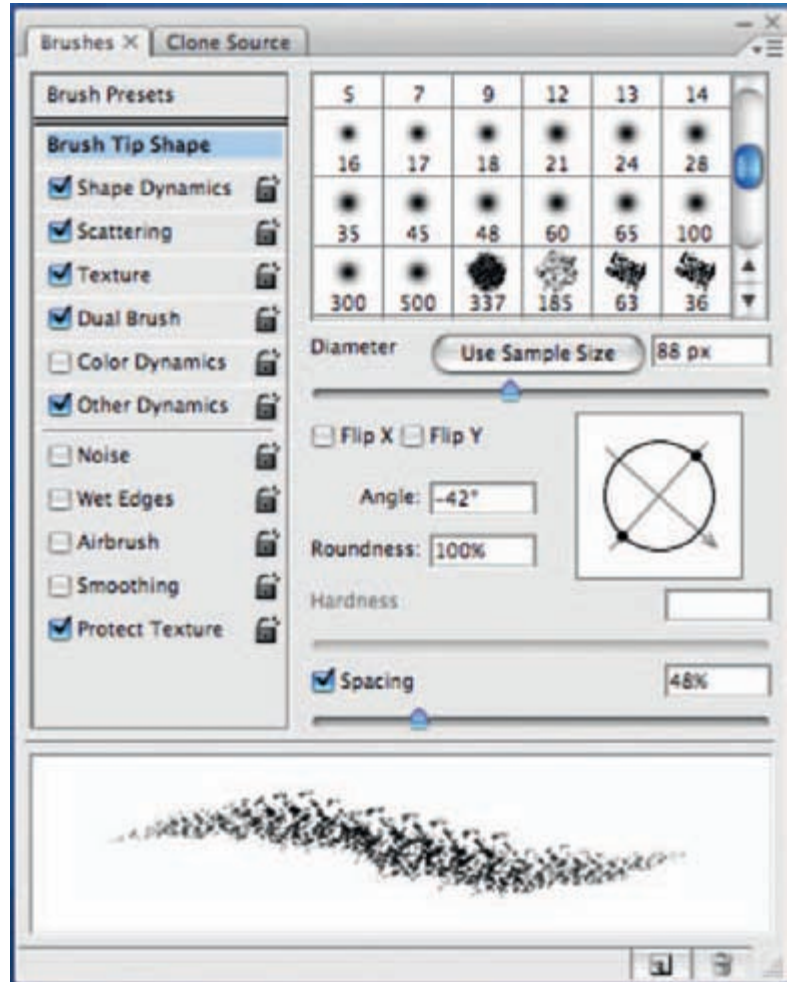 Brushes × Clone Source
Brush Presets
Brush Tip Shape
Shape Dynamics
Scattering
Texture
Dual Brush
Color Dynamics
Other Dynamics
Noise
Wet Edges
Airbrush
Smoothing
Protect Texture
5 7 9 12 13 14
16 17 18 21 24 28
35 45 48 60 65 100
300 500 337 185 63 36
Diameter Use Sample Size 88 px
Flip X Flip Y
Angle: -42°
Roundness: 100%
Hardness
Spacing 48%